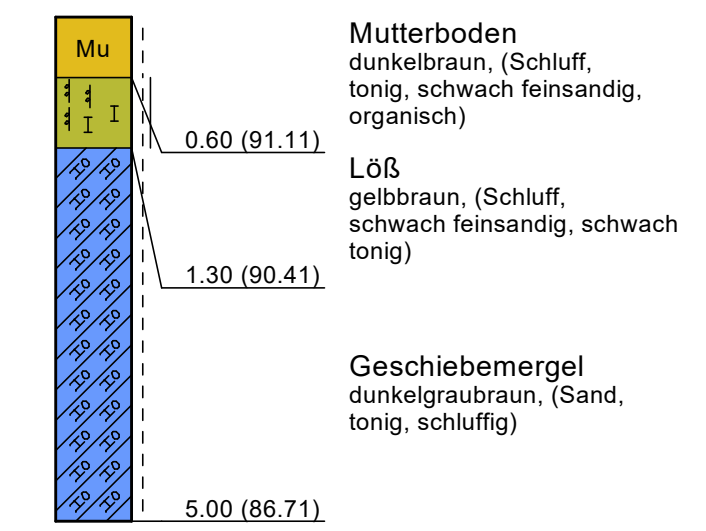 Mu
Mutterboden
dunkelbraun, (Schluff,
tonig, schwach feinsandig,
organisch)
0.60 (91.11)
Löß
gelbbraun, (Schluff,
schwach feinsandig, schwach
tonig)
1.30 (90.41)
Geschiebemergel
dunkelgraubraun, (Sand,
tonig, schluffig)
5.00 (86.71)